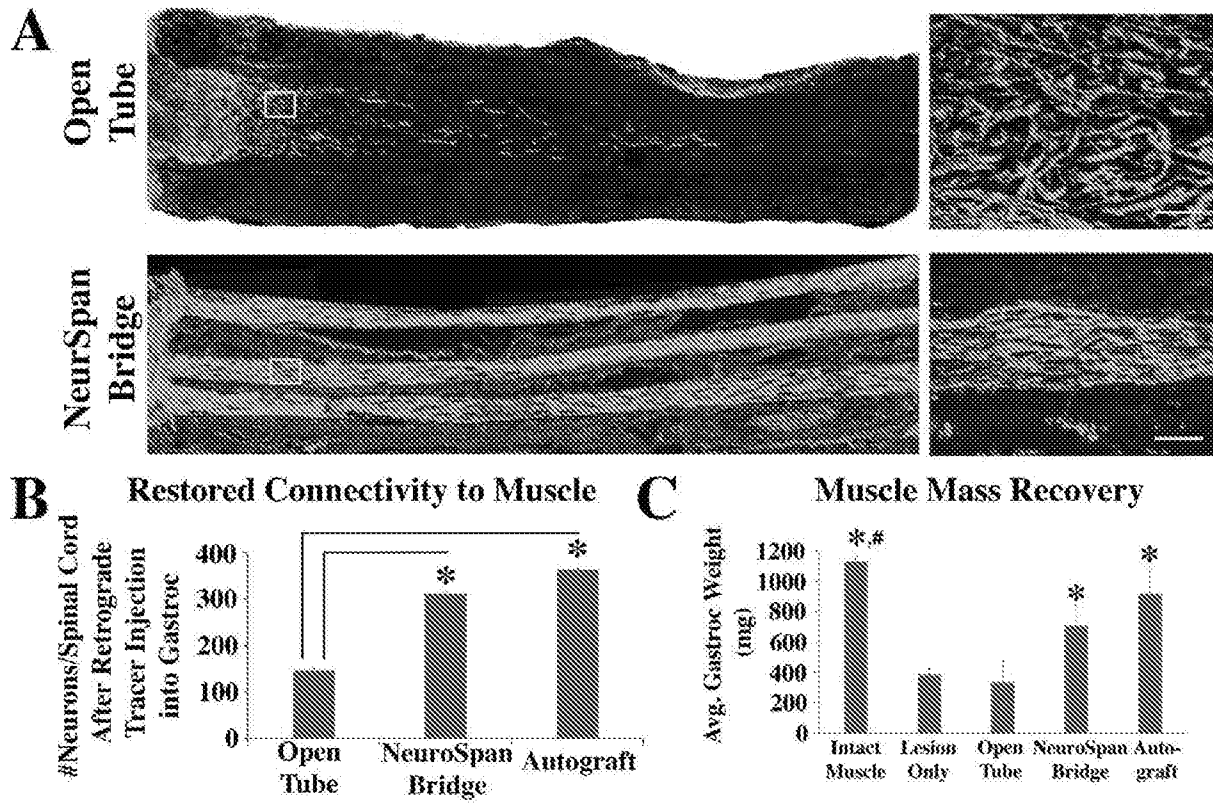 A
Open
Tube
NeurSpan
Bridge
B
Restored Connectivity to Muscle
#Neurons/Spinal Cord
After Retrograde
Tracer Injection
into Gastroc
400
300
200
100
0
*
*
Open
Tube
NeuroSpan
Bridge
Autograft
C
Muscle Mass Recovery
Avg. Gastroc Weight
(mg)
1200
1000
800
600
400
200
0
*,#
*
*
Intact
Muscle
Lesion
Only
Open
Tube
NeuroSpan
Bridge
Auto-
graft